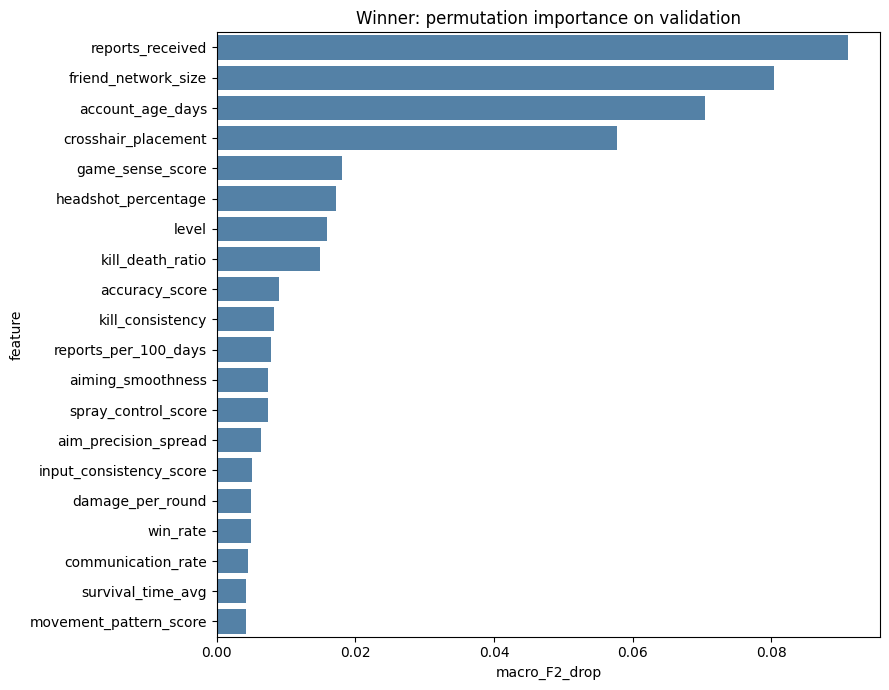 Winner: permutation importance on validation
reports_received
friend_network_size
account_age_days
crosshair_placement
game_sense_score
headshot_percentage
level
kill_death_ratio
accuracy_score
kill_consistency
reports_per_100_days
aiming_smoothness
spray_control_score
aim_precision_spread
input_consistency_score
damage_per_round
win_rate
communication_rate
survival_time_avg
movement_pattern_score
feature
0.00 0.02 0.04 0.06 0.08
macro_F2_drop